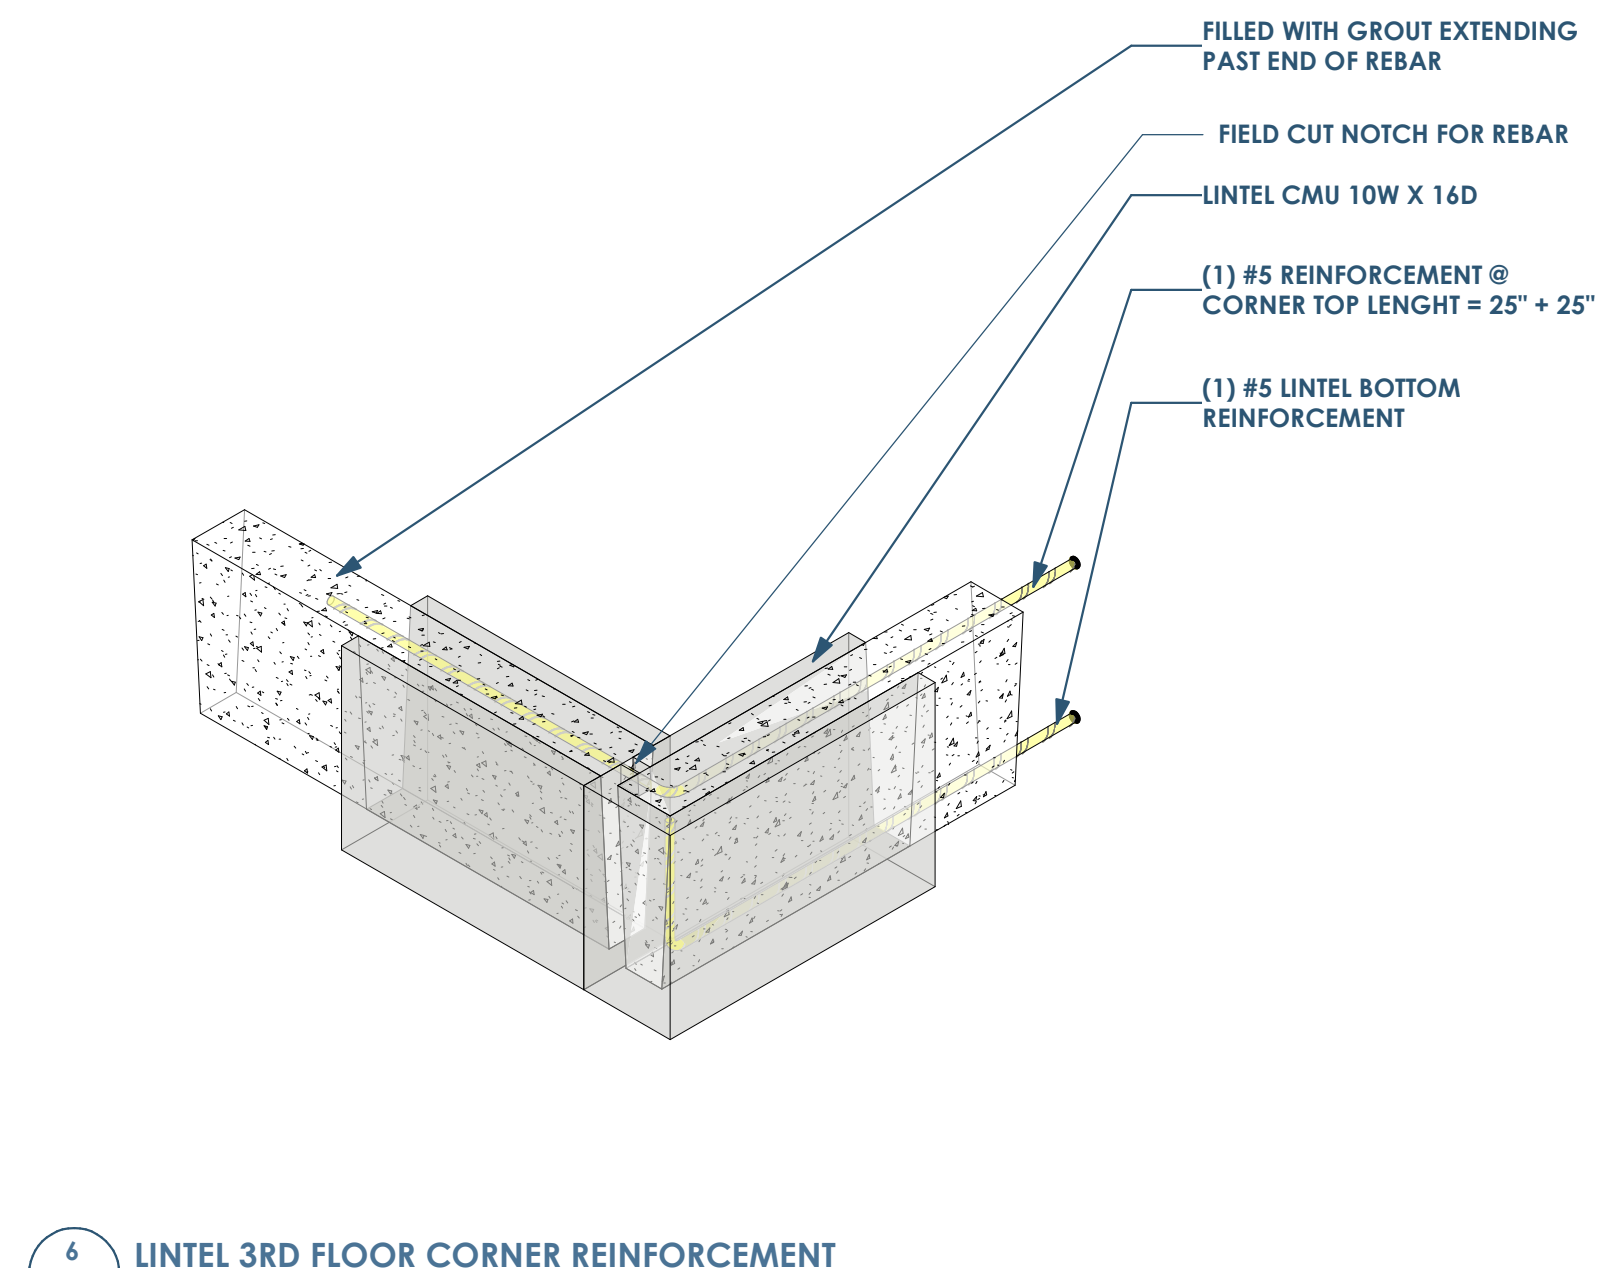 FILLED WITH GROUT EXTENDING
PAST END OF REBAR
FIELD CUT NOTCH FOR REBAR
LINTEL CMU 10W X 16D
(1) #5 REINFORCEMENT @
CORNER TOP LENGHT = 25" + 25"
(1) #5 LINTEL BOTTOM
REINFORCEMENT
6
LINTEL 3RD FLOOR CORNER REINFORCEMENT